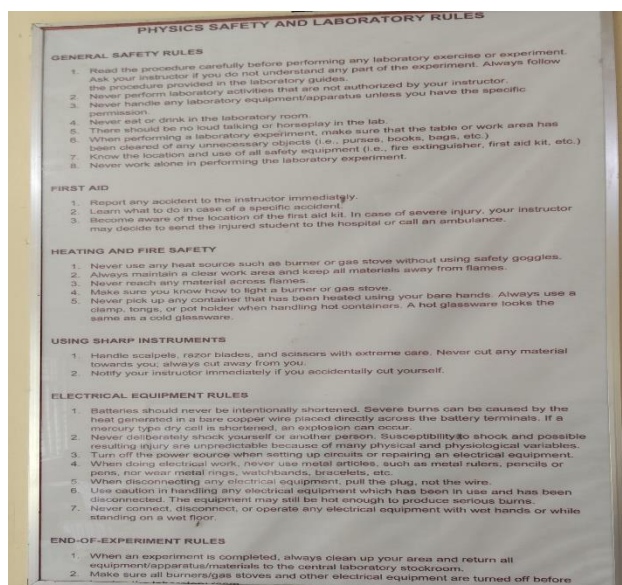 PHYSICS SAFETY AND LABORATORY RULES
GENERAL SAFETY RULES
1. Read the procedure carefully before performing any laboratory exercise or experiment.
Ask your instructor if you do not understand any part of the experiment. Always follow
the procedure provided in the laboratory guides.
2. Never perform laboratory activities that are not authorized by your instructor.
3. Never handle any laboratory equipment/apparatus unless you have the specific
permission
4. Never eat or drink in the laboratory room.
5. There should be no loud talking or horseplay in the lab.
6. When performing a laboratory experiment, make sure that the table or work area has
been cleared of any unnecessary objects (i.e., purses, books, bags, etc.)
7. Know the location and use of all safety equipment (i.e., fire extinguisher, first aid kit, etc.)
8. Never work alone in performing the laboratory experiment.
FIRST AID
1. Report any accident to the instructor immediately.
2. Learn what to do in case of a specific accident.
3. Become aware of the location of the first aid kit. In case of severe injury, your instructor
may decide to send the injured student to the hospital or call an ambulance.
HEATING AND FIRE SAFETY
1. Never use any heat source such as burner or gas stove without using safety goggles.
2. Always maintain a clear work area and keep all materials away from flames.
3. Never reach any material across flames.
4. Make sure you know how to light a burner or gas stove.
5. Never pick up any container that has been heated using your bare hands. Always use a
clamp, tongs, or pot holder when handling hot containers. A hot glassware looks the
same as a cold glassware.
USING SHARP INSTRUMENTS
1. Handle scalpels, razor blades, and scissors with extreme care. Never cut any material
towards you; always cut away from you.
2. Notify your instructor immediately if you accidentally cut yourself.
ELECTRICAL EQUIPMENT RULES
1. Batteries should never be intentionally shortened. Severe burns can be caused by the
heat generated in a bare copper wire placed directly across the battery terminals. If a
mercury type dry cell is shortened, an explosion can occur.
2. Never deliberately shock yourself or another person. Susceptibility to shock and possible
resulting injury are unpredictable because of many physical and physiological variables.
3. Turn off the power source when setting up circuits or repairing an electrical equipment.
4. When doing electrical work, never use metal articles, such as metal rulers, pencils or
pens, nor wear metal rings, watchbands, bracelets, etc.
5. When disconnecting any electrical equipment, pull the plug, not the wire.
6. Use caution in handling any electrical equipment which has been in use and has been
disconnected. The equipment may still be hot enough to produce serious burns.
7. Never connect, disconnect, or operate any electrical equipment with wet hands or while
standing on a wet floor.
END-OF-EXPERIMENT RULES
1. When an experiment is completed, always clean up your area and return all
equipment/apparatus/materials to the central laboratory stockroom.
2. Make sure all burners/gas stoves and other electrical equipment are turned off before